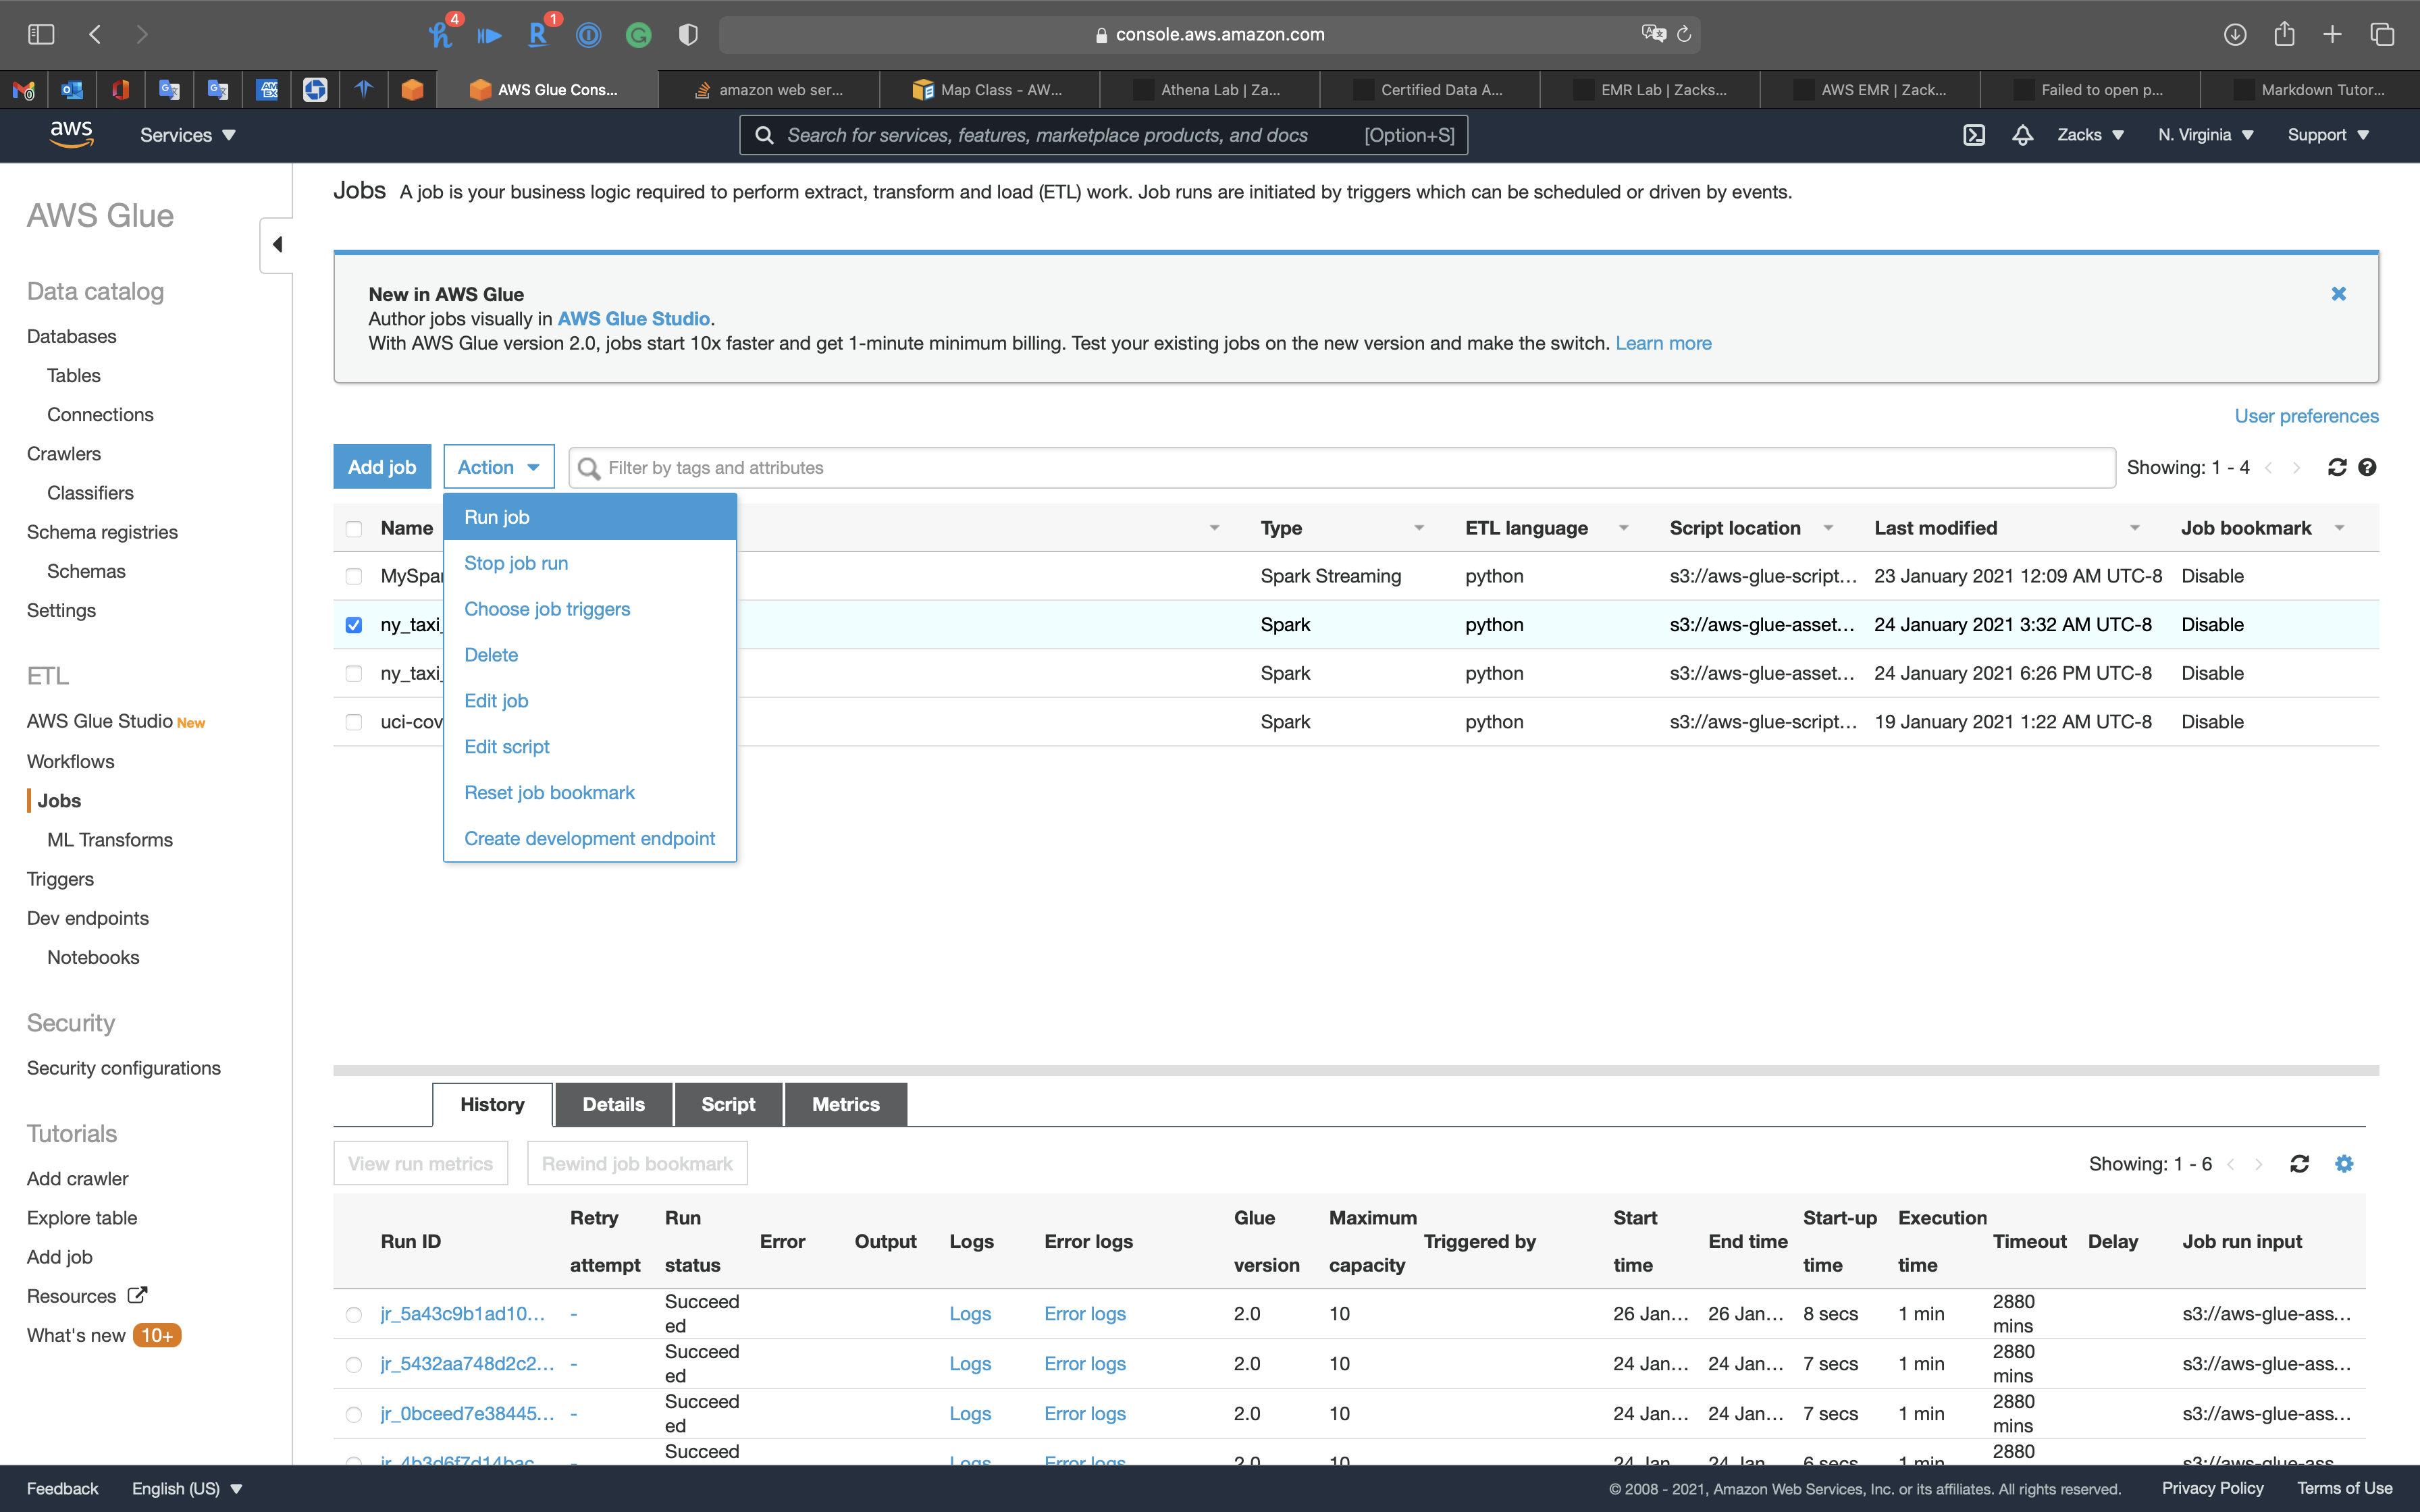 4
1
console.aws.amazon.com
AWS Glue Cons...
amazon web ser...
Map Class - AW...
Athena Lab | Za...
Certified Data A...
EMR Lab | Zacks...
AWS EMR | Zack...
Failed to open p...
Markdown Tutor...
aws
Services
Search for services, features, marketplace products, and docs [Option+S]
Zacks
N. Virginia
Support
AWS Glue
Data catalog
Databases
Tables
Connections
Crawlers
Classifiers
Schema registries
Schemas
Settings
ETL
AWS Glue Studio New
Workflows
Jobs
ML Transforms
Triggers
Dev endpoints
Notebooks
Security
Security configurations
Tutorials
Add crawler
Explore table
Add job
Resources
What's new 10+
Jobs A job is your business logic required to perform extract, transform and load (ETL) work. Job runs are initiated by triggers which can be scheduled or driven by events.
New in AWS Glue
Author jobs visually in AWS Glue Studio.
With AWS Glue version 2.0, jobs start 10x faster and get 1-minute minimum billing. Test your existing jobs on the new version and make the switch. Learn more
User preferences
Add job
Action
Filter by tags and attributes
Showing: 1 - 4
Run job
Stop job run
Choose job triggers
Delete
Edit job
Edit script
Reset job bookmark
Create development endpoint
Name Type ETL language Script location Last modified Job bookmark
MySpar Spark Streaming python s3://aws-glue-script... 23 January 2021 12:09 AM UTC-8 Disable
ny_taxi_ Spark python s3://aws-glue-asset... 24 January 2021 3:32 AM UTC-8 Disable
ny_taxi_ Spark python s3://aws-glue-asset... 24 January 2021 6:26 PM UTC-8 Disable
uci-cov Spark python s3://aws-glue-script... 19 January 2021 1:22 AM UTC-8 Disable
History Details Script Metrics
View run metrics
Rewind job bookmark
Showing: 1 - 6
Run ID Retry attempt Run status Error Output Logs Error logs Glue version Maximum capacity Triggered by Start time End time Start-up time Execution time Timeout Delay Job run input
jr_5a43c9b1ad10... - Succeeded Logs Error logs 2.0 10 26 Jan... 26 Jan... 8 secs 1 min 2880 mins s3://aws-glue-ass...
jr_5432aa748d2c2... - Succeeded Logs Error logs 2.0 10 24 Jan... 24 Jan... 7 secs 1 min 2880 mins s3://aws-glue-ass...
jr_0bceed7e38445... - Succeeded Logs Error logs 2.0 10 24 Jan... 24 Jan... 7 secs 1 min 2880 mins s3://aws-glue-ass...
jr_4b3d6f7d14bac - Succeed Logs Error logs 2.0 10 24 Jan 24 Jan 6 secs 1 min 2880 s3://aws-glue-ass
Feedback
English (US)
© 2008 - 2021, Amazon Web Services, Inc. or its affiliates. All rights reserved.
Privacy Policy
Terms of Use